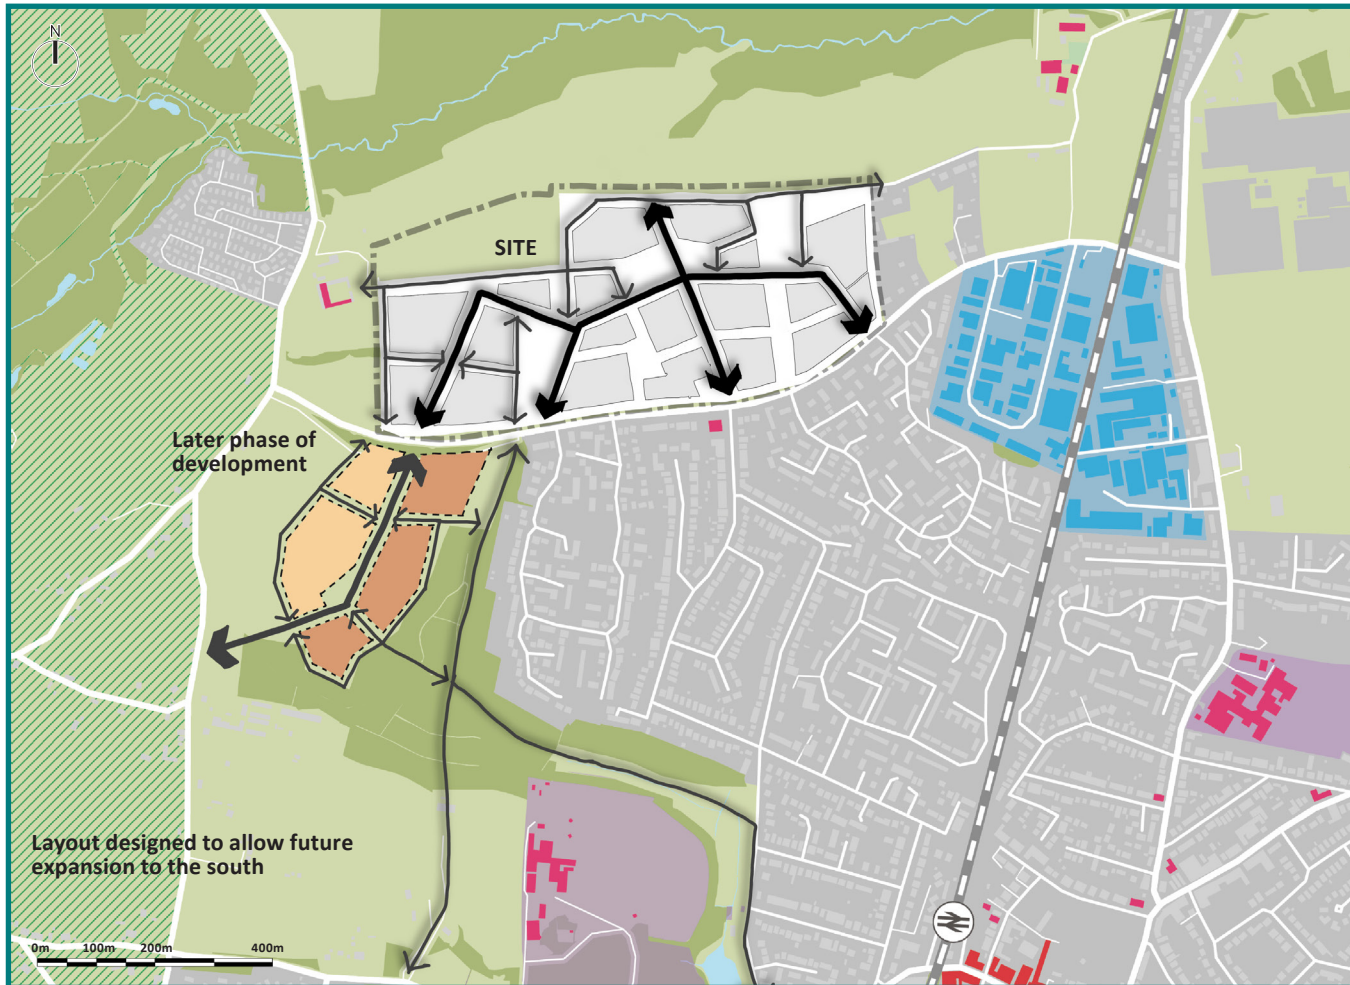 N
SITE
Later phase of
development
Layout designed to allow future
expansion to the south
0m 100m 200m 400m